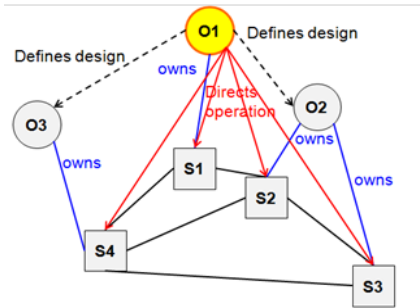 O1
Defines design
Defines design
owns
Directs
operation
O3
O2
owns
owns
owns
S1
S2
S4
S3